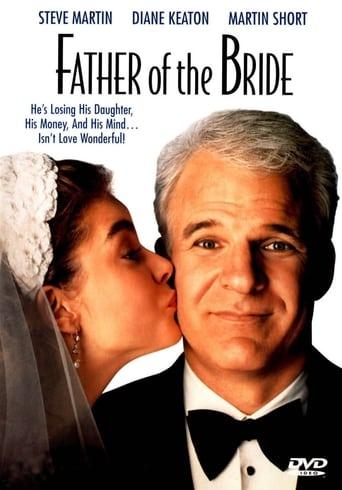 STEVE MARTIN DIANE KEATON MARTIN SHORT
FATHER of the BRIDE
He's Losing His Daughter,
His Money, And His Mind...
Isn't Love Wonderful!
DVD
VIDEO